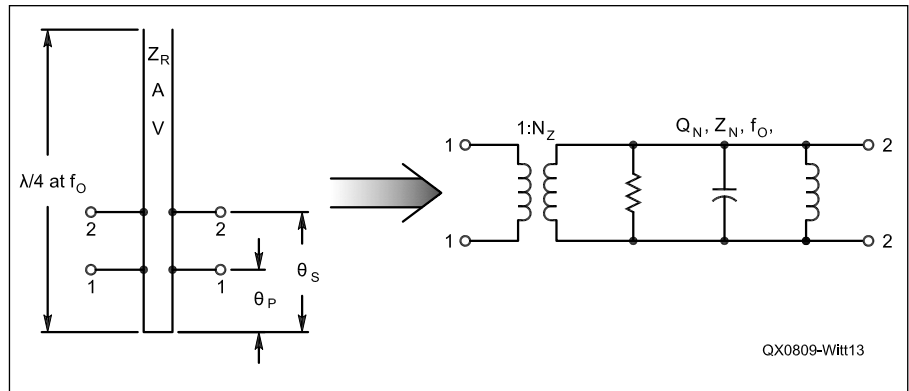 Z_R
A
V
λ/4 at f_O
2
2
1
1
θ_S
θ_P
1
1
1:N_Z
Q_N, Z_N, f_O,
2
2
QX0809-Witt13